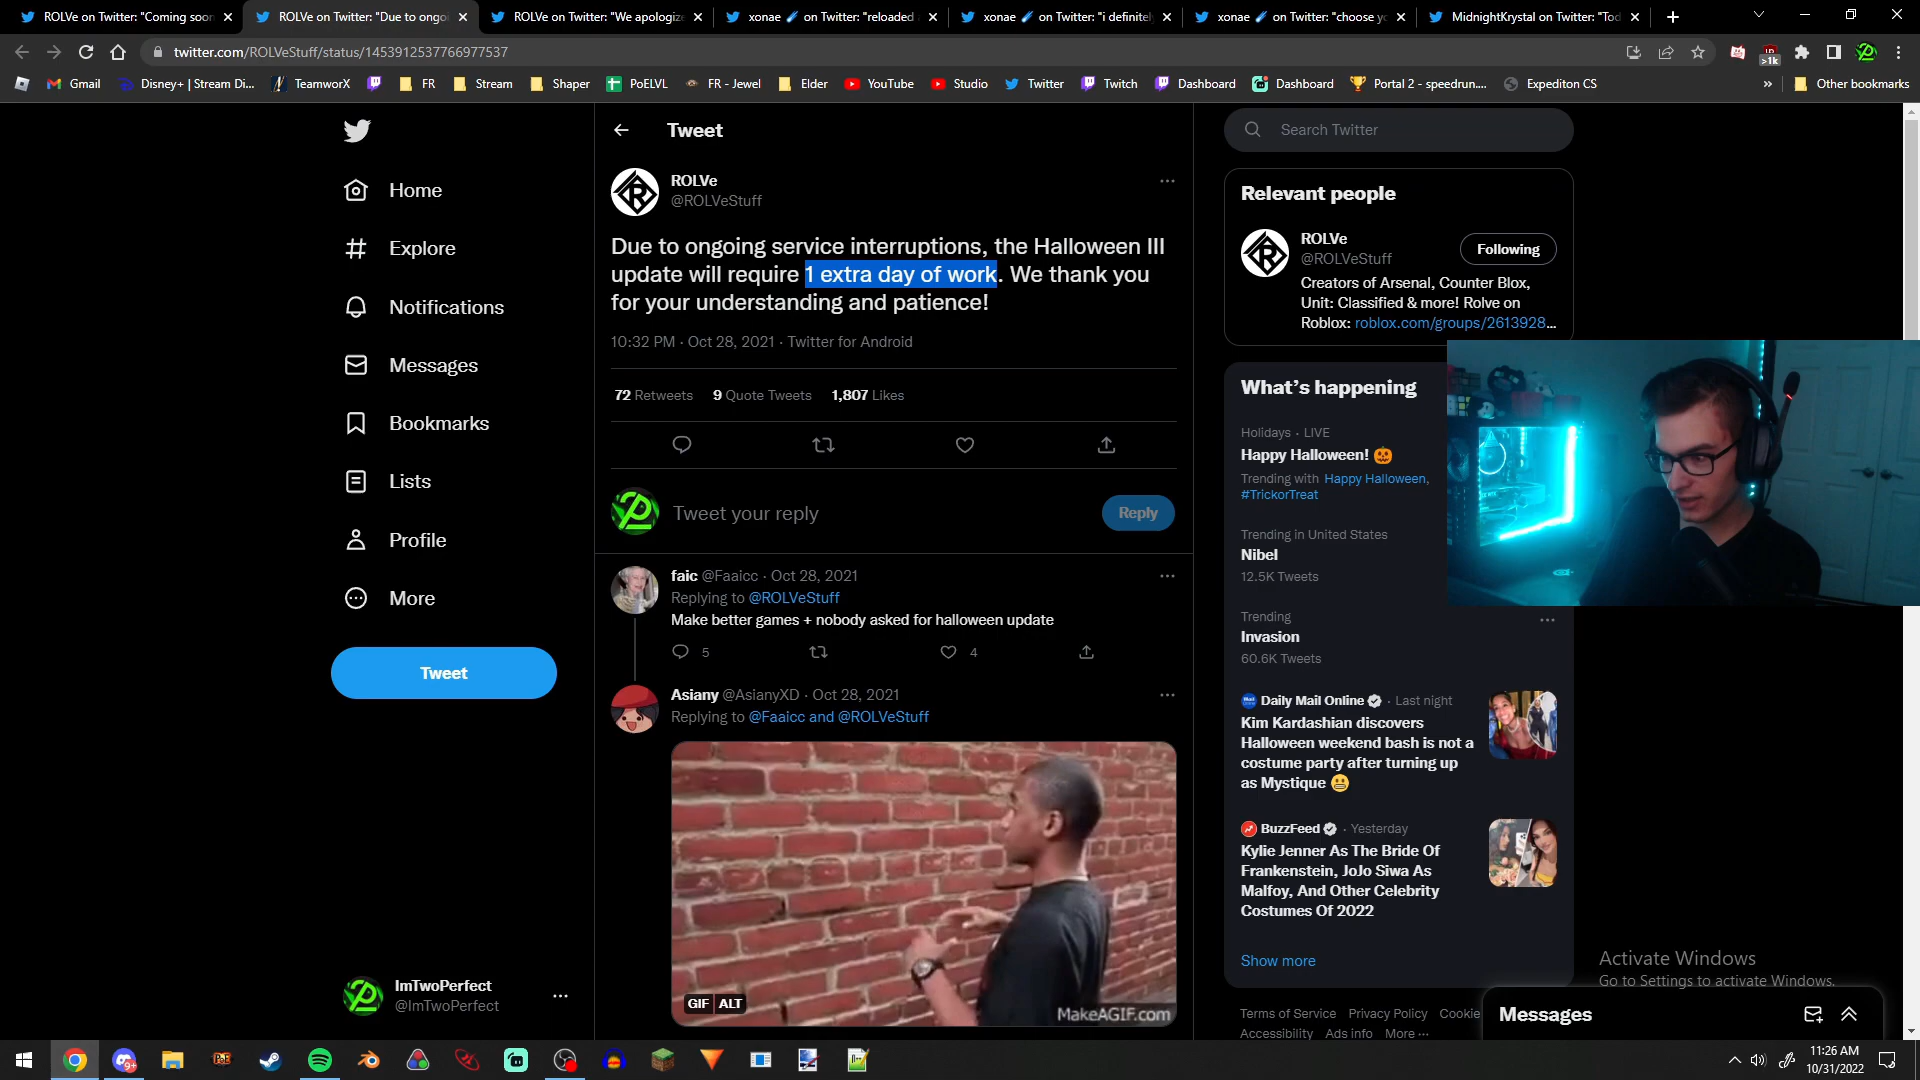 ROLVe on Twitter: "Coming soon
ROLVe on Twitter: "Due to ongoi
ROLVe on Twitter: "We apologize
xonae on Twitter: "reloaded
xonae on Twitter: "i definitel
xonae on Twitter: "choose yo
MidnightKrystal on Twitter: "Tod
twitter.com/ROLVeStuff/status/1453912537766977537
>1k
Gmail
Disney+ | Stream Di...
TeamworX
FR
Stream
Shaper
PoELVL
FR - Jewel
Elder
YouTube
Studio
Twitter
Twitch
Dashboard
Dashboard
Portal 2 - speedrun....
Expediton CS
»
Other bookmarks
Home
Explore
Notifications
Messages
Bookmarks
Lists
Profile
More
Tweet
ImTwoPerfect
@ImTwoPerfect
Tweet
ROLVe
@ROLVeStuff
Due to ongoing service interruptions, the Halloween III
update will require 1 extra day of work. We thank you
for your understanding and patience!
10:32 PM · Oct 28, 2021 · Twitter for Android
72 Retweets 9 Quote Tweets 1,807 Likes
Tweet your reply
Reply
faic @Faaicc · Oct 28, 2021
Replying to @ROLVeStuff
Make better games + nobody asked for halloween update
5
4
Asiany @AsianyXD · Oct 28, 2021
Replying to @Faaicc and @ROLVeStuff
GIF ALT
MakeAGIF.com
Search Twitter
Relevant people
ROLVe
@ROLVeStuff
Following
Creators of Arsenal, Counter Blox,
Unit: Classified & more! Rolve on
Roblox: roblox.com/groups/2613928...
What's happening
Holidays · LIVE
Happy Halloween! 🎃
Trending with Happy Halloween,
#TrickorTreat
Trending in United States
Nibel
12.5K Tweets
Trending
Invasion
60.6K Tweets
Daily Mail Online · Last night
Kim Kardashian discovers
Halloween weekend bash is not a
costume party after turning up
as Mystique 😬
BuzzFeed · Yesterday
Kylie Jenner As The Bride Of
Frankenstein, JoJo Siwa As
Malfoy, And Other Celebrity
Costumes Of 2022
Show more
Terms of Service Privacy Policy Cookie
Accessibility Ads info More ...
Activate Windows
Go to Settings to activate Windows.
Messages
9+
11:26 AM
10/31/2022